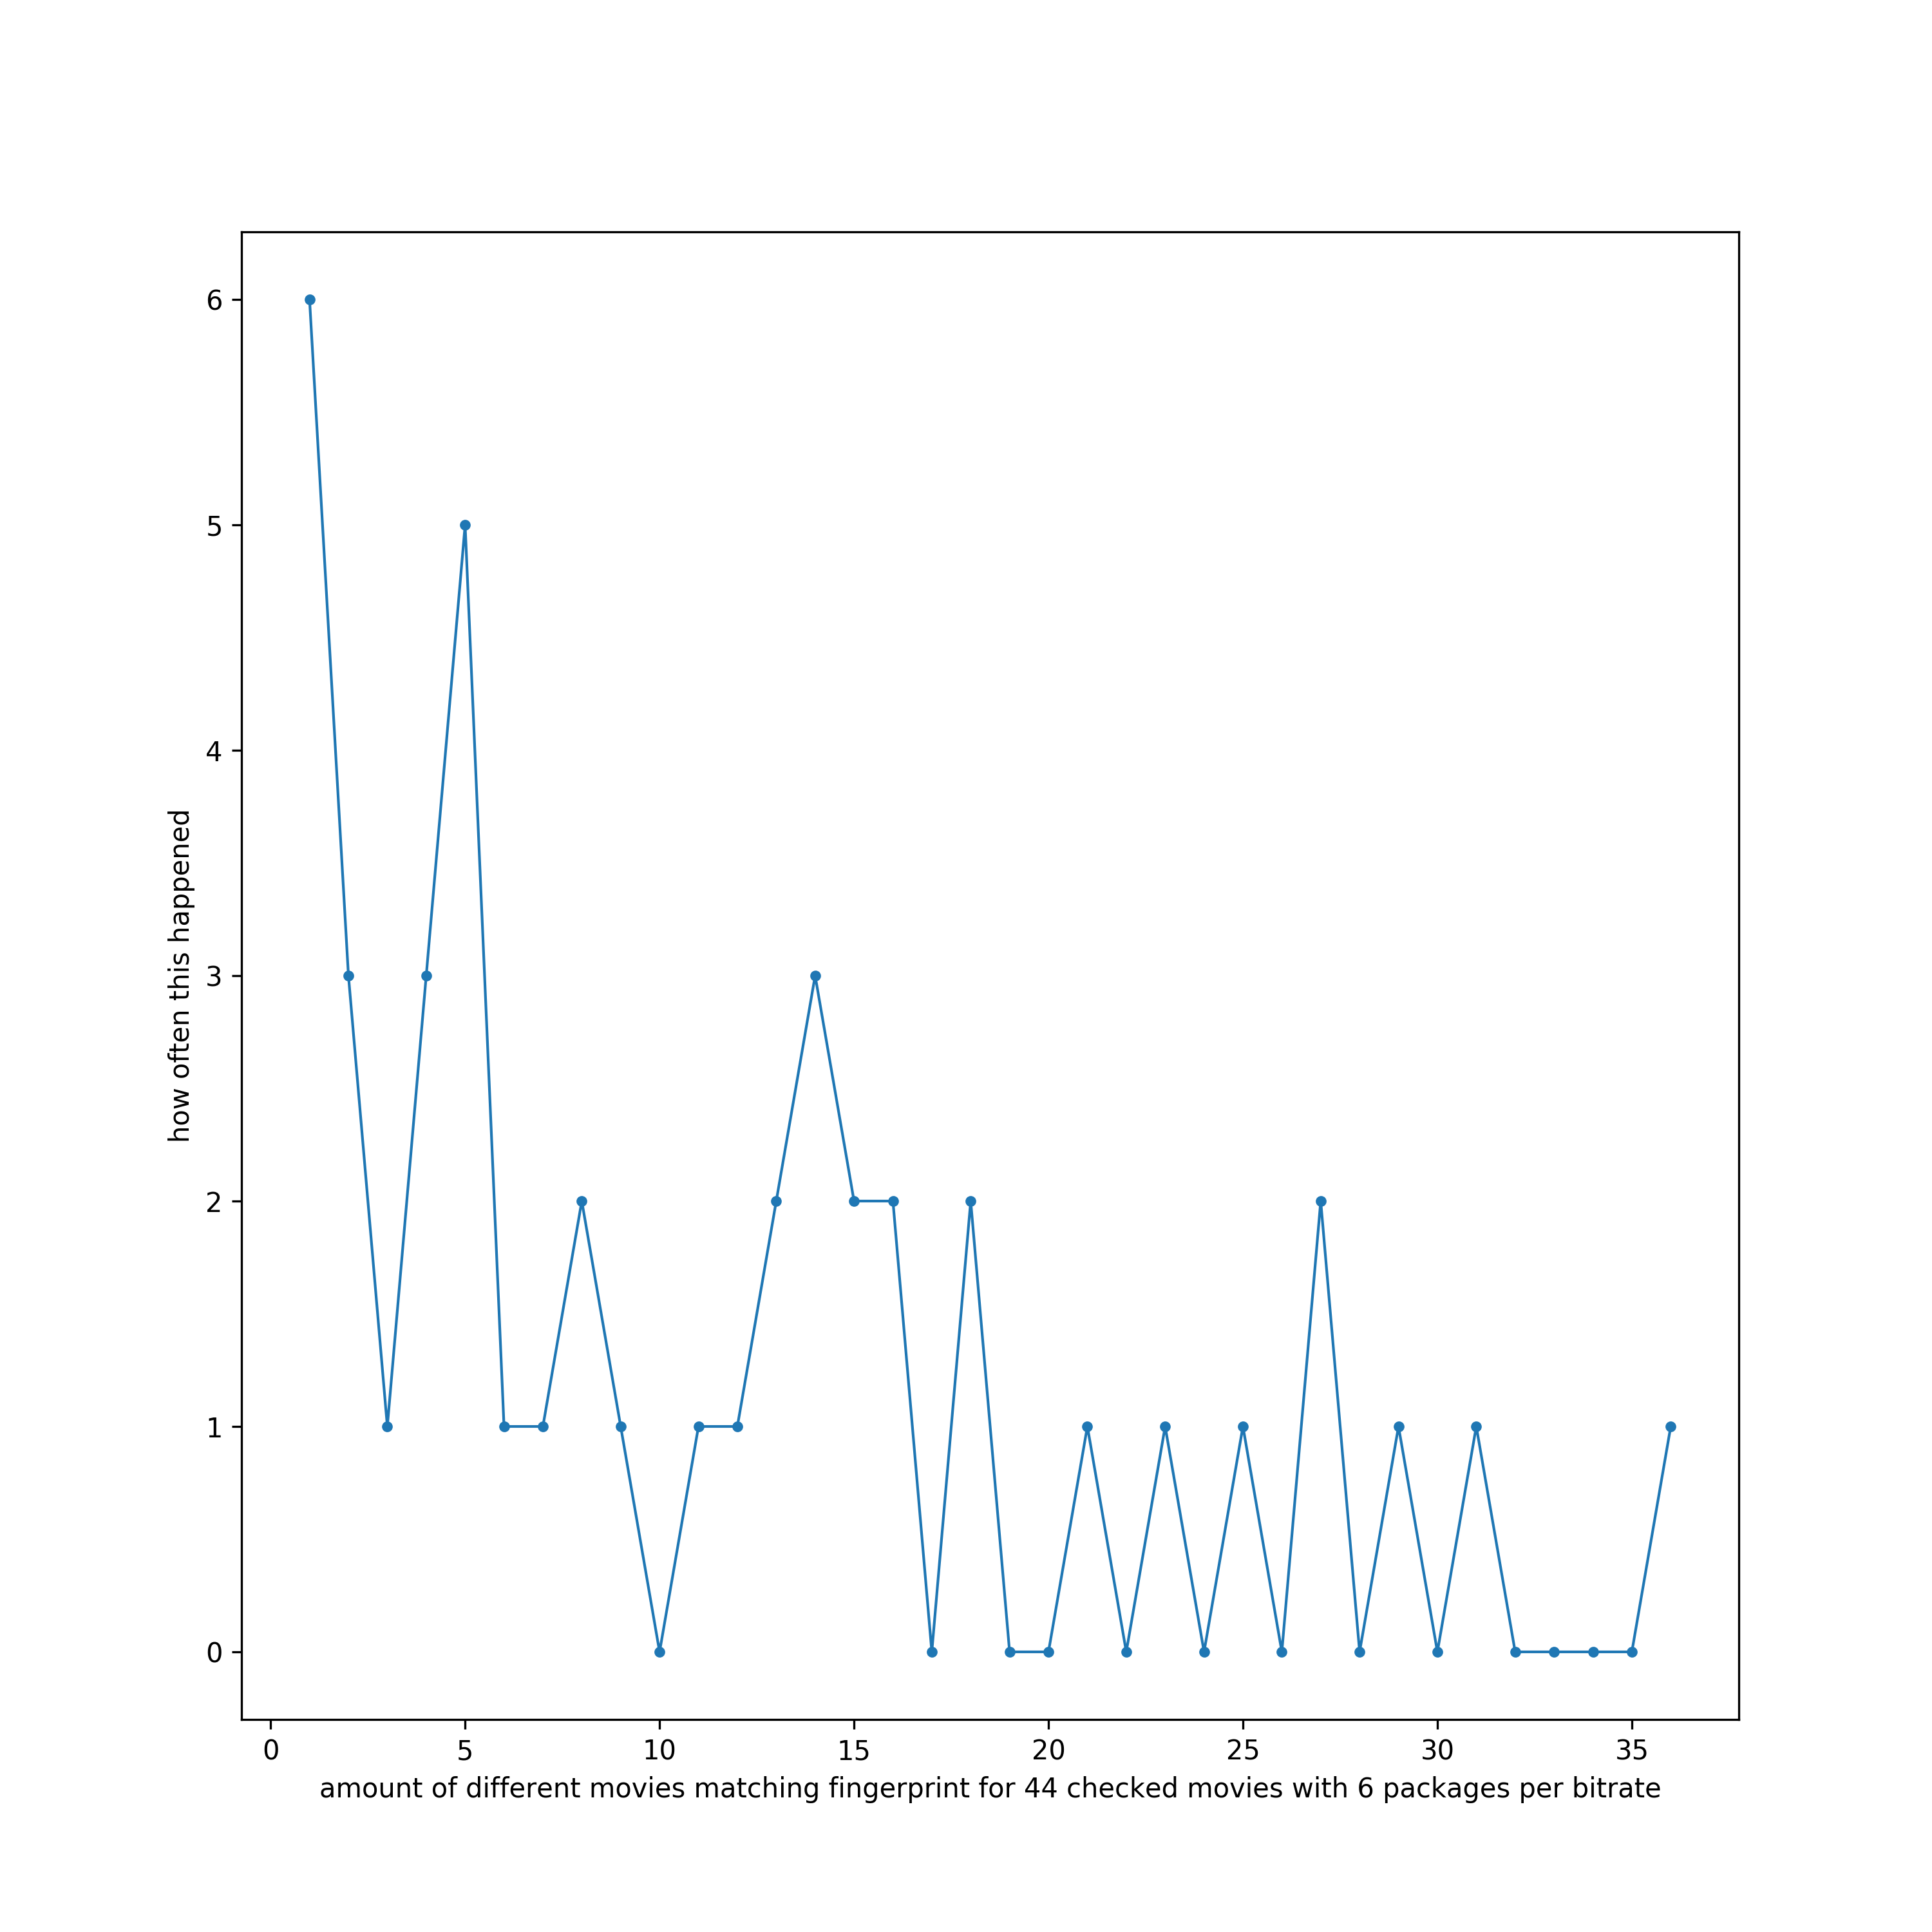 6
5
4
3
2
1
0
how often this happened
0 5 10 15 20 25 30 35
amount of different movies matching fingerprint for 44 checked movies with 6 packages per bitrate